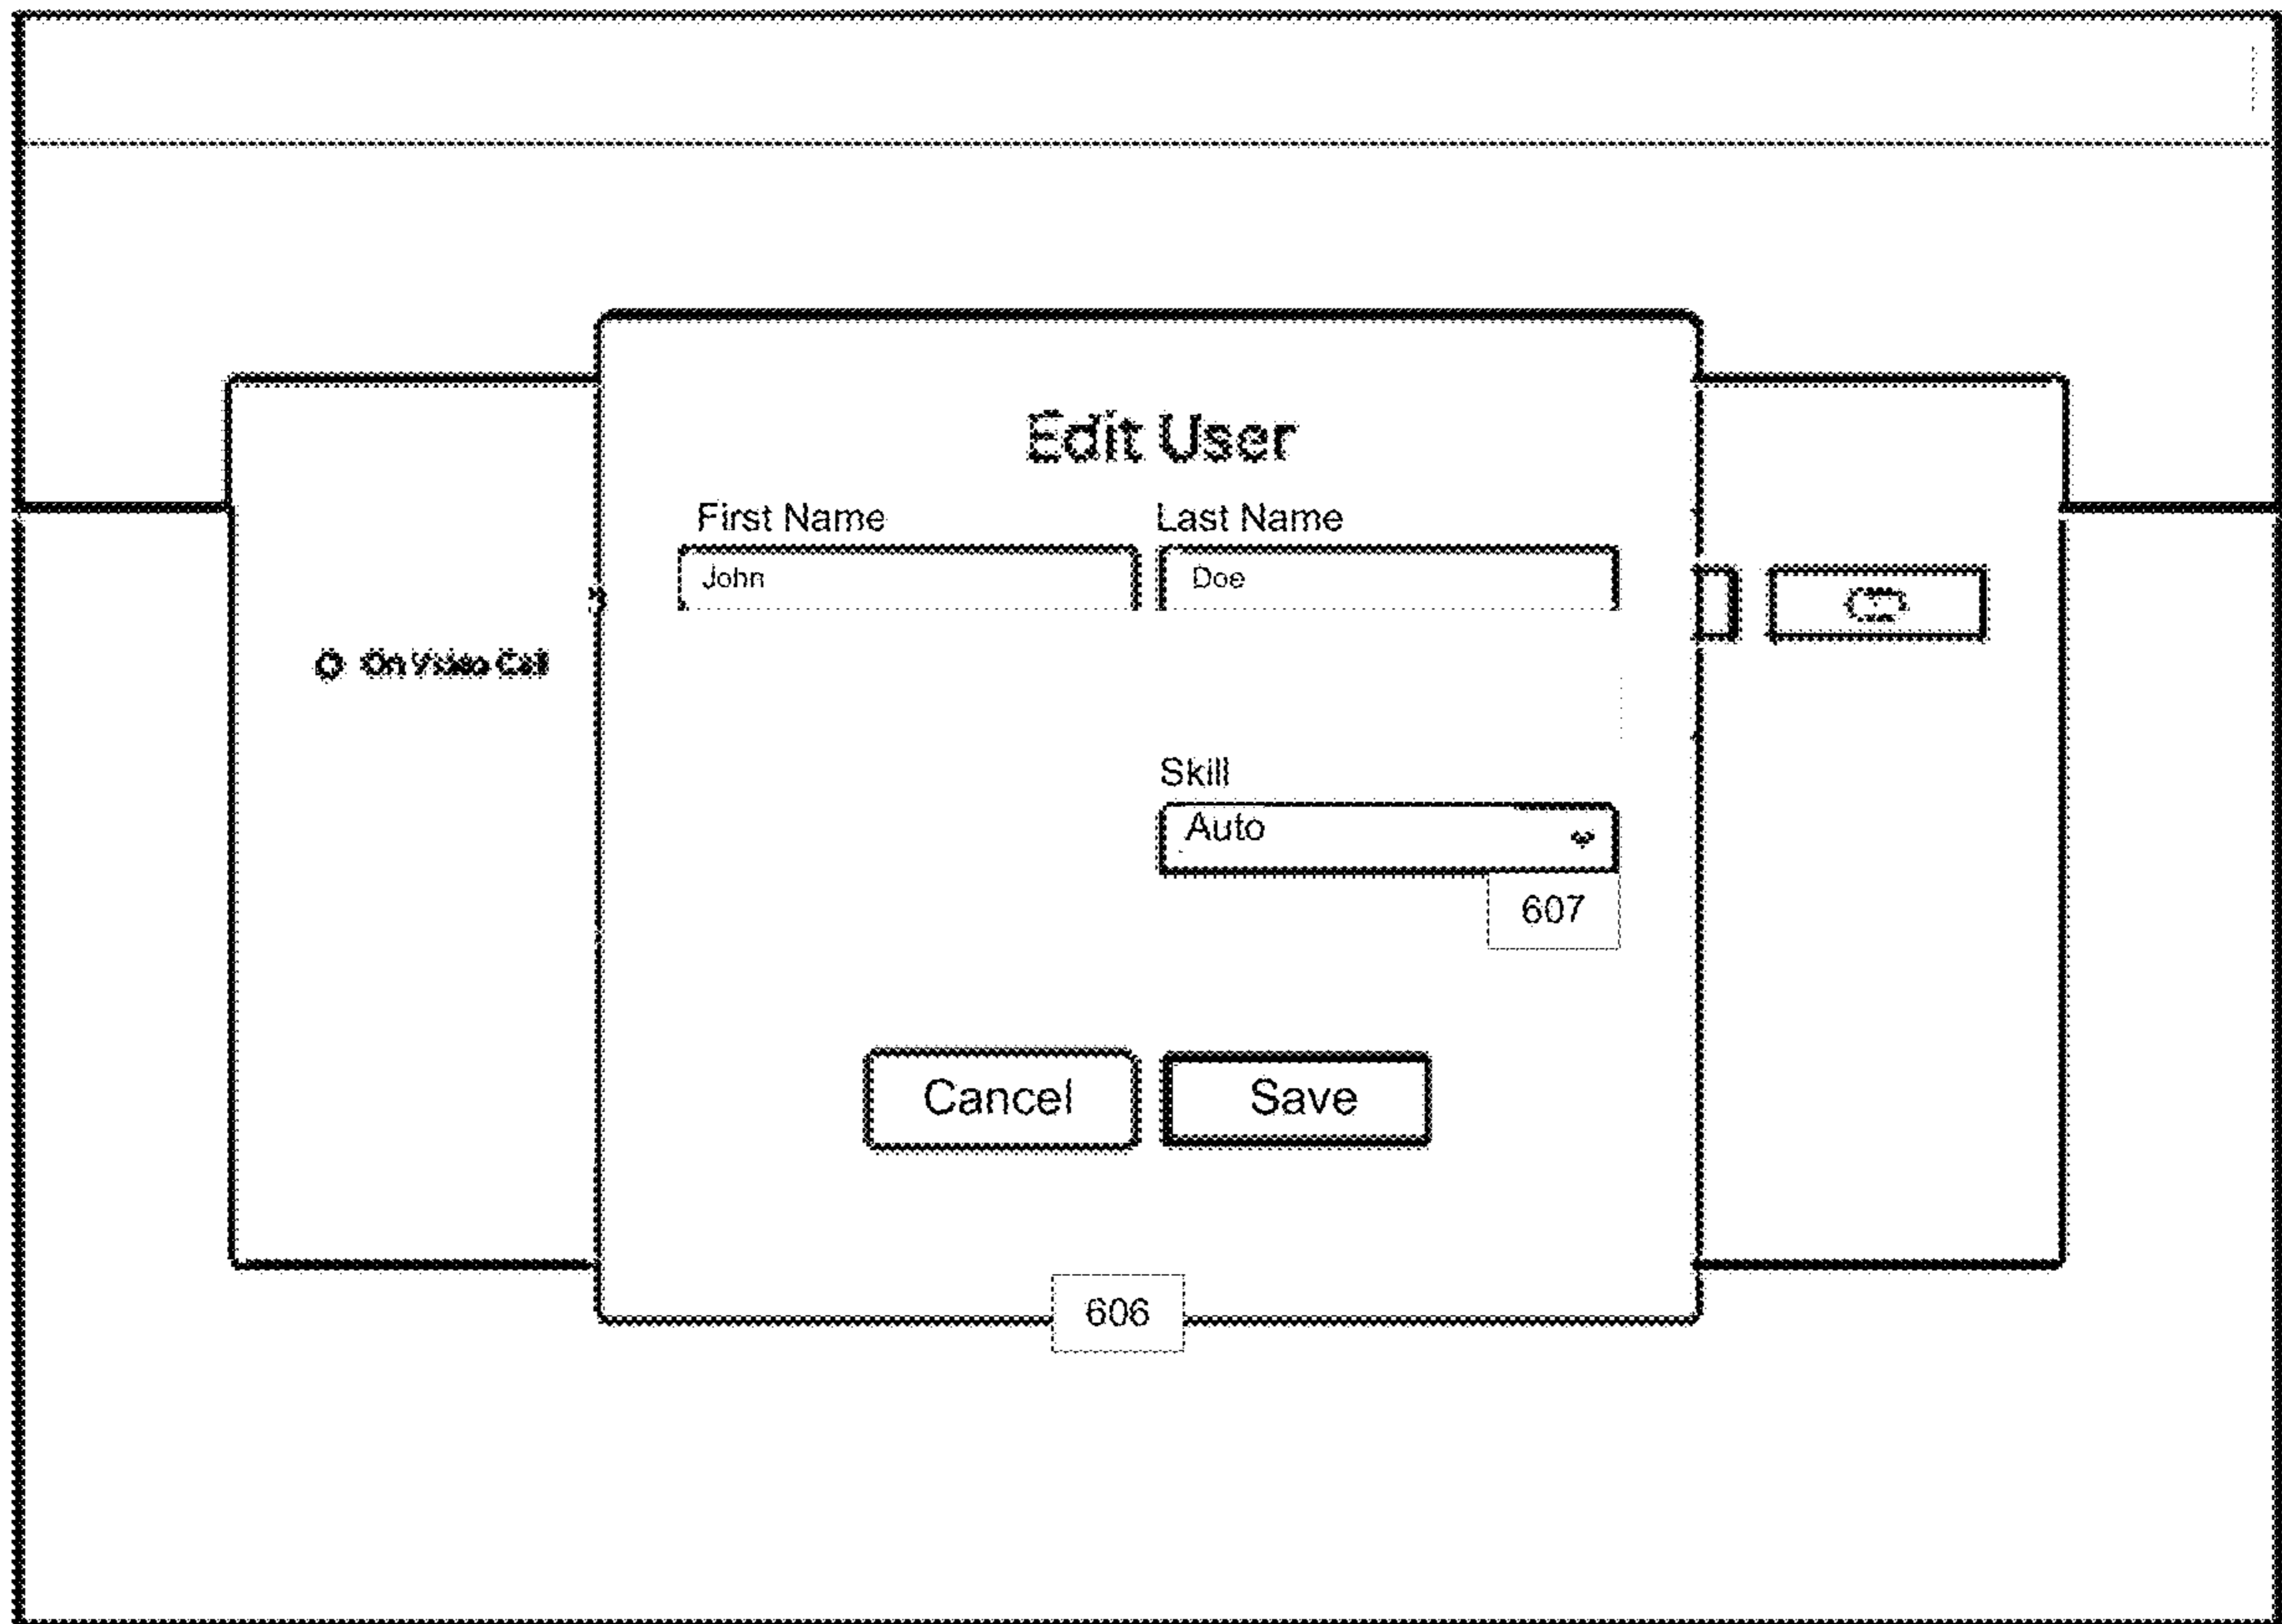 Edit User
First Name Last Name
John Doe
On Video Call
Skill
Auto
607
Cancel Save
606